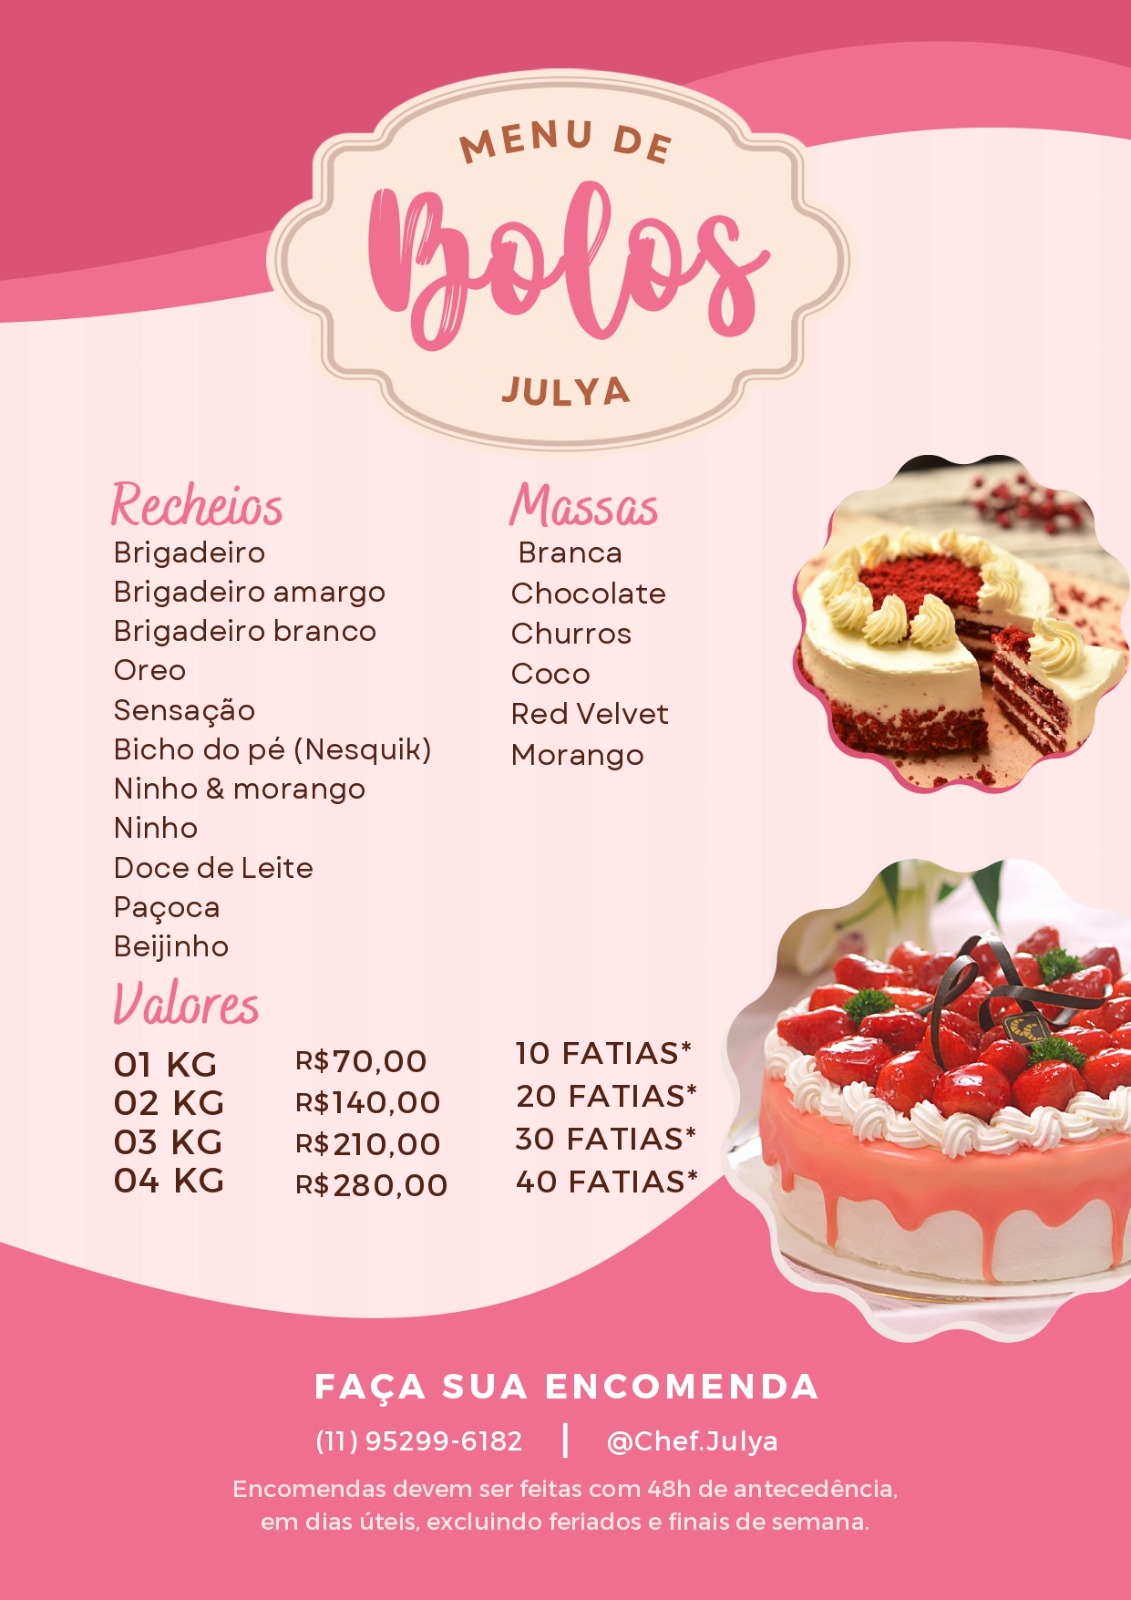 MENU DE
Bolos
JULYA
Recheios
Brigadeiro
Brigadeiro amargo
Brigadeiro branco
Oreo
Sensação
Bicho do pé (Nesquik)
Ninho & morango
Ninho
Doce de Leite
Paçoca
Beijinho
Massas
Branca
Chocolate
Churros
Coco
Red Velvet
Morango
Valores
01 KG R$70,00 10 FATIAS*
02 KG R$140,00 20 FATIAS*
03 KG R$210,00 30 FATIAS*
04 KG R$280,00 40 FATIAS*
FAÇA SUA ENCOMENDA
(11) 95299-6182 | @Chef.Julya
Encomendas devem ser feitas com 48h de antecedência,
em dias úteis, excluindo feriados e finais de semana.